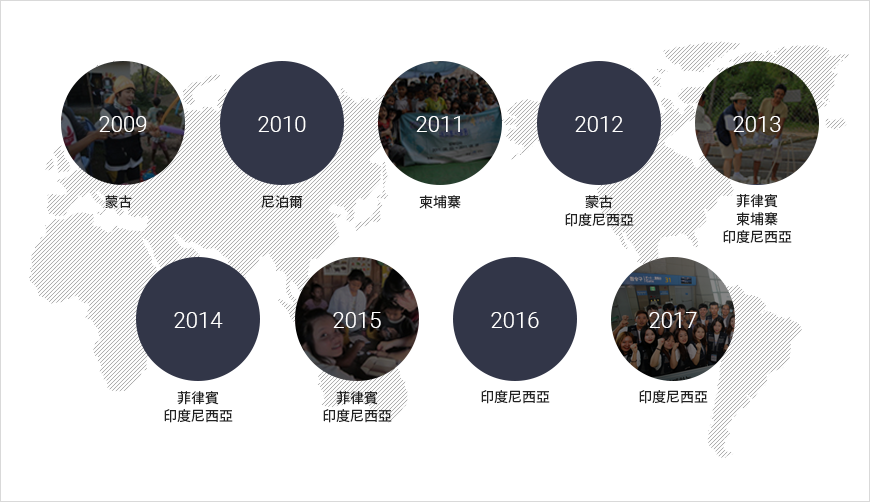 2009
2010
2011
2012
2013
蒙古
尼泊爾
柬埔寨
蒙古
印度尼西亞
菲律賓
柬埔寨
印度尼西亞
2014
2015
2016
2017
菲律賓
印度尼西亞
菲律賓
印度尼西亞
印度尼西亞
印度尼西亞